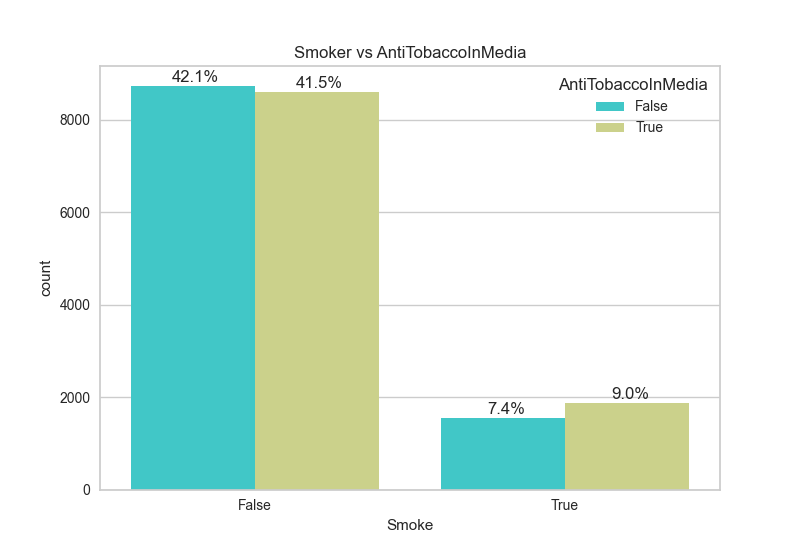 Smoker vs AntiTobaccoInMedia
42.1%
41.5%
7.4%
9.0%
AntiTobaccoInMedia
False
True
8000
6000
4000
2000
0
count
False
True
Smoke